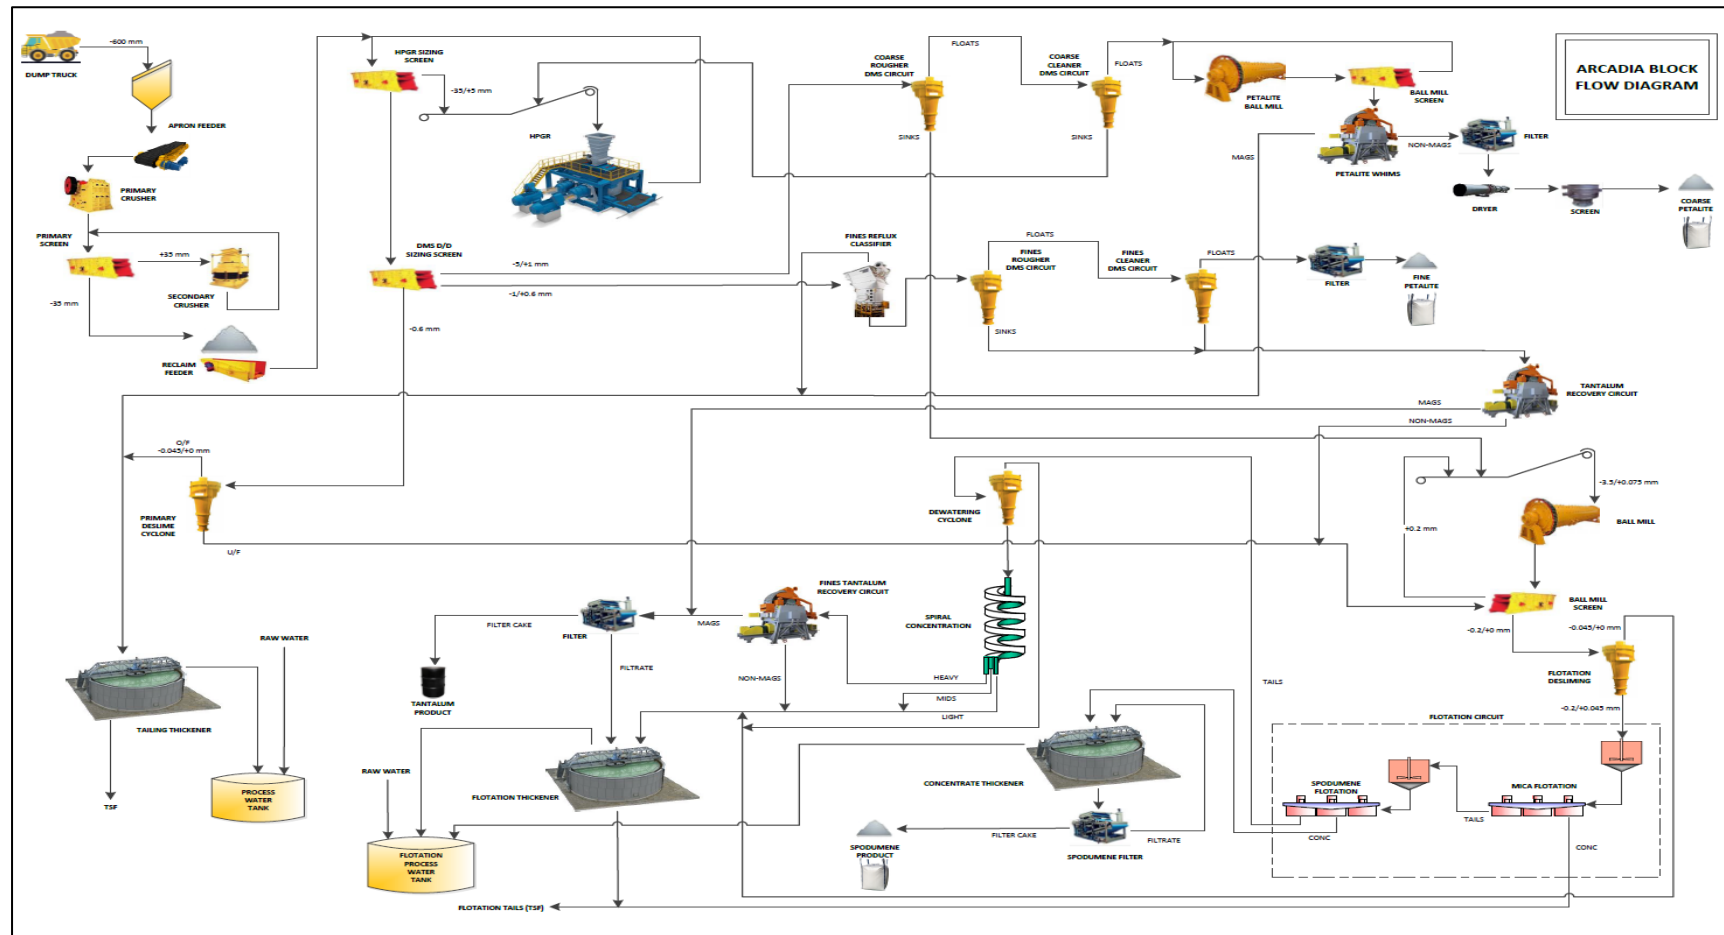 ARCADIA BLOCK
FLOW DIAGRAM
-600 mm
DUMP TRUCK
APRON FEEDER
PRIMARY
CRUSHER
PRIMARY
SCREEN
+35 mm
SECONDARY
CRUSHER
-35 mm
RECLAIM
FEEDER
HPGR SIZING
SCREEN
-35/+5 mm
HPGR
DMS D/D
SIZING SCREEN
-5/+1 mm
-1/+0.6 mm
-0.6 mm
COARSE
ROUGHER
DMS CIRCUIT
FLOATS
SINKS
COARSE
CLEANER
DMS CIRCUIT
FLOATS
SINKS
PETALITE
BALL MILL
BALL MILL
SCREEN
MAGS
NON-MAGS
PETALITE WHIMS
FILTER
DRYER
SCREEN
COARSE
PETALITE
FINES REFLUX
CLASSIFIER
FLOATS
FINES
ROUGHER
DMS CIRCUIT
SINKS
FINES
CLEANER
DMS CIRCUIT
FLOATS
FILTER
FINE
PETALITE
TANTALUM
RECOVERY CIRCUIT
MAGS
NON-MAGS
O/F
-0.045/+0 mm
PRIMARY
DESLIME
CYCLONE
U/F
DEWATERING
CYCLONE
-3.5/+0.075 mm
BALL MILL
+0.2 mm
BALL MILL
SCREEN
-0.2/+0 mm
-0.045/+0 mm
FLOTATION
DESLIMING
-0.2/+0.045 mm
FINES TANTALUM
RECOVERY CIRCUIT
SPIRAL
CONCENTRATION
MAGS
FILTER
FILTER CAKE
FILTRATE
TANTALUM
PRODUCT
NON-MAGS
HEAVY
MIDS
LIGHT
TAILS
RAW WATER
TAILING THICKENER
TSF
PROCESS
WATER
TANK
RAW WATER
FLOTATION THICKENER
FLOTATION
PROCESS
WATER
TANK
CONCENTRATE THICKENER
FILTER CAKE
FILTRATE
SPODUMENE
PRODUCT
SPODUMENE FILTER
FLOTATION CIRCUIT
SPODUMENE
FLOTATION
MICA FLOTATION
TAILS
CONC
CONC
FLOTATION TAILS (TSF)